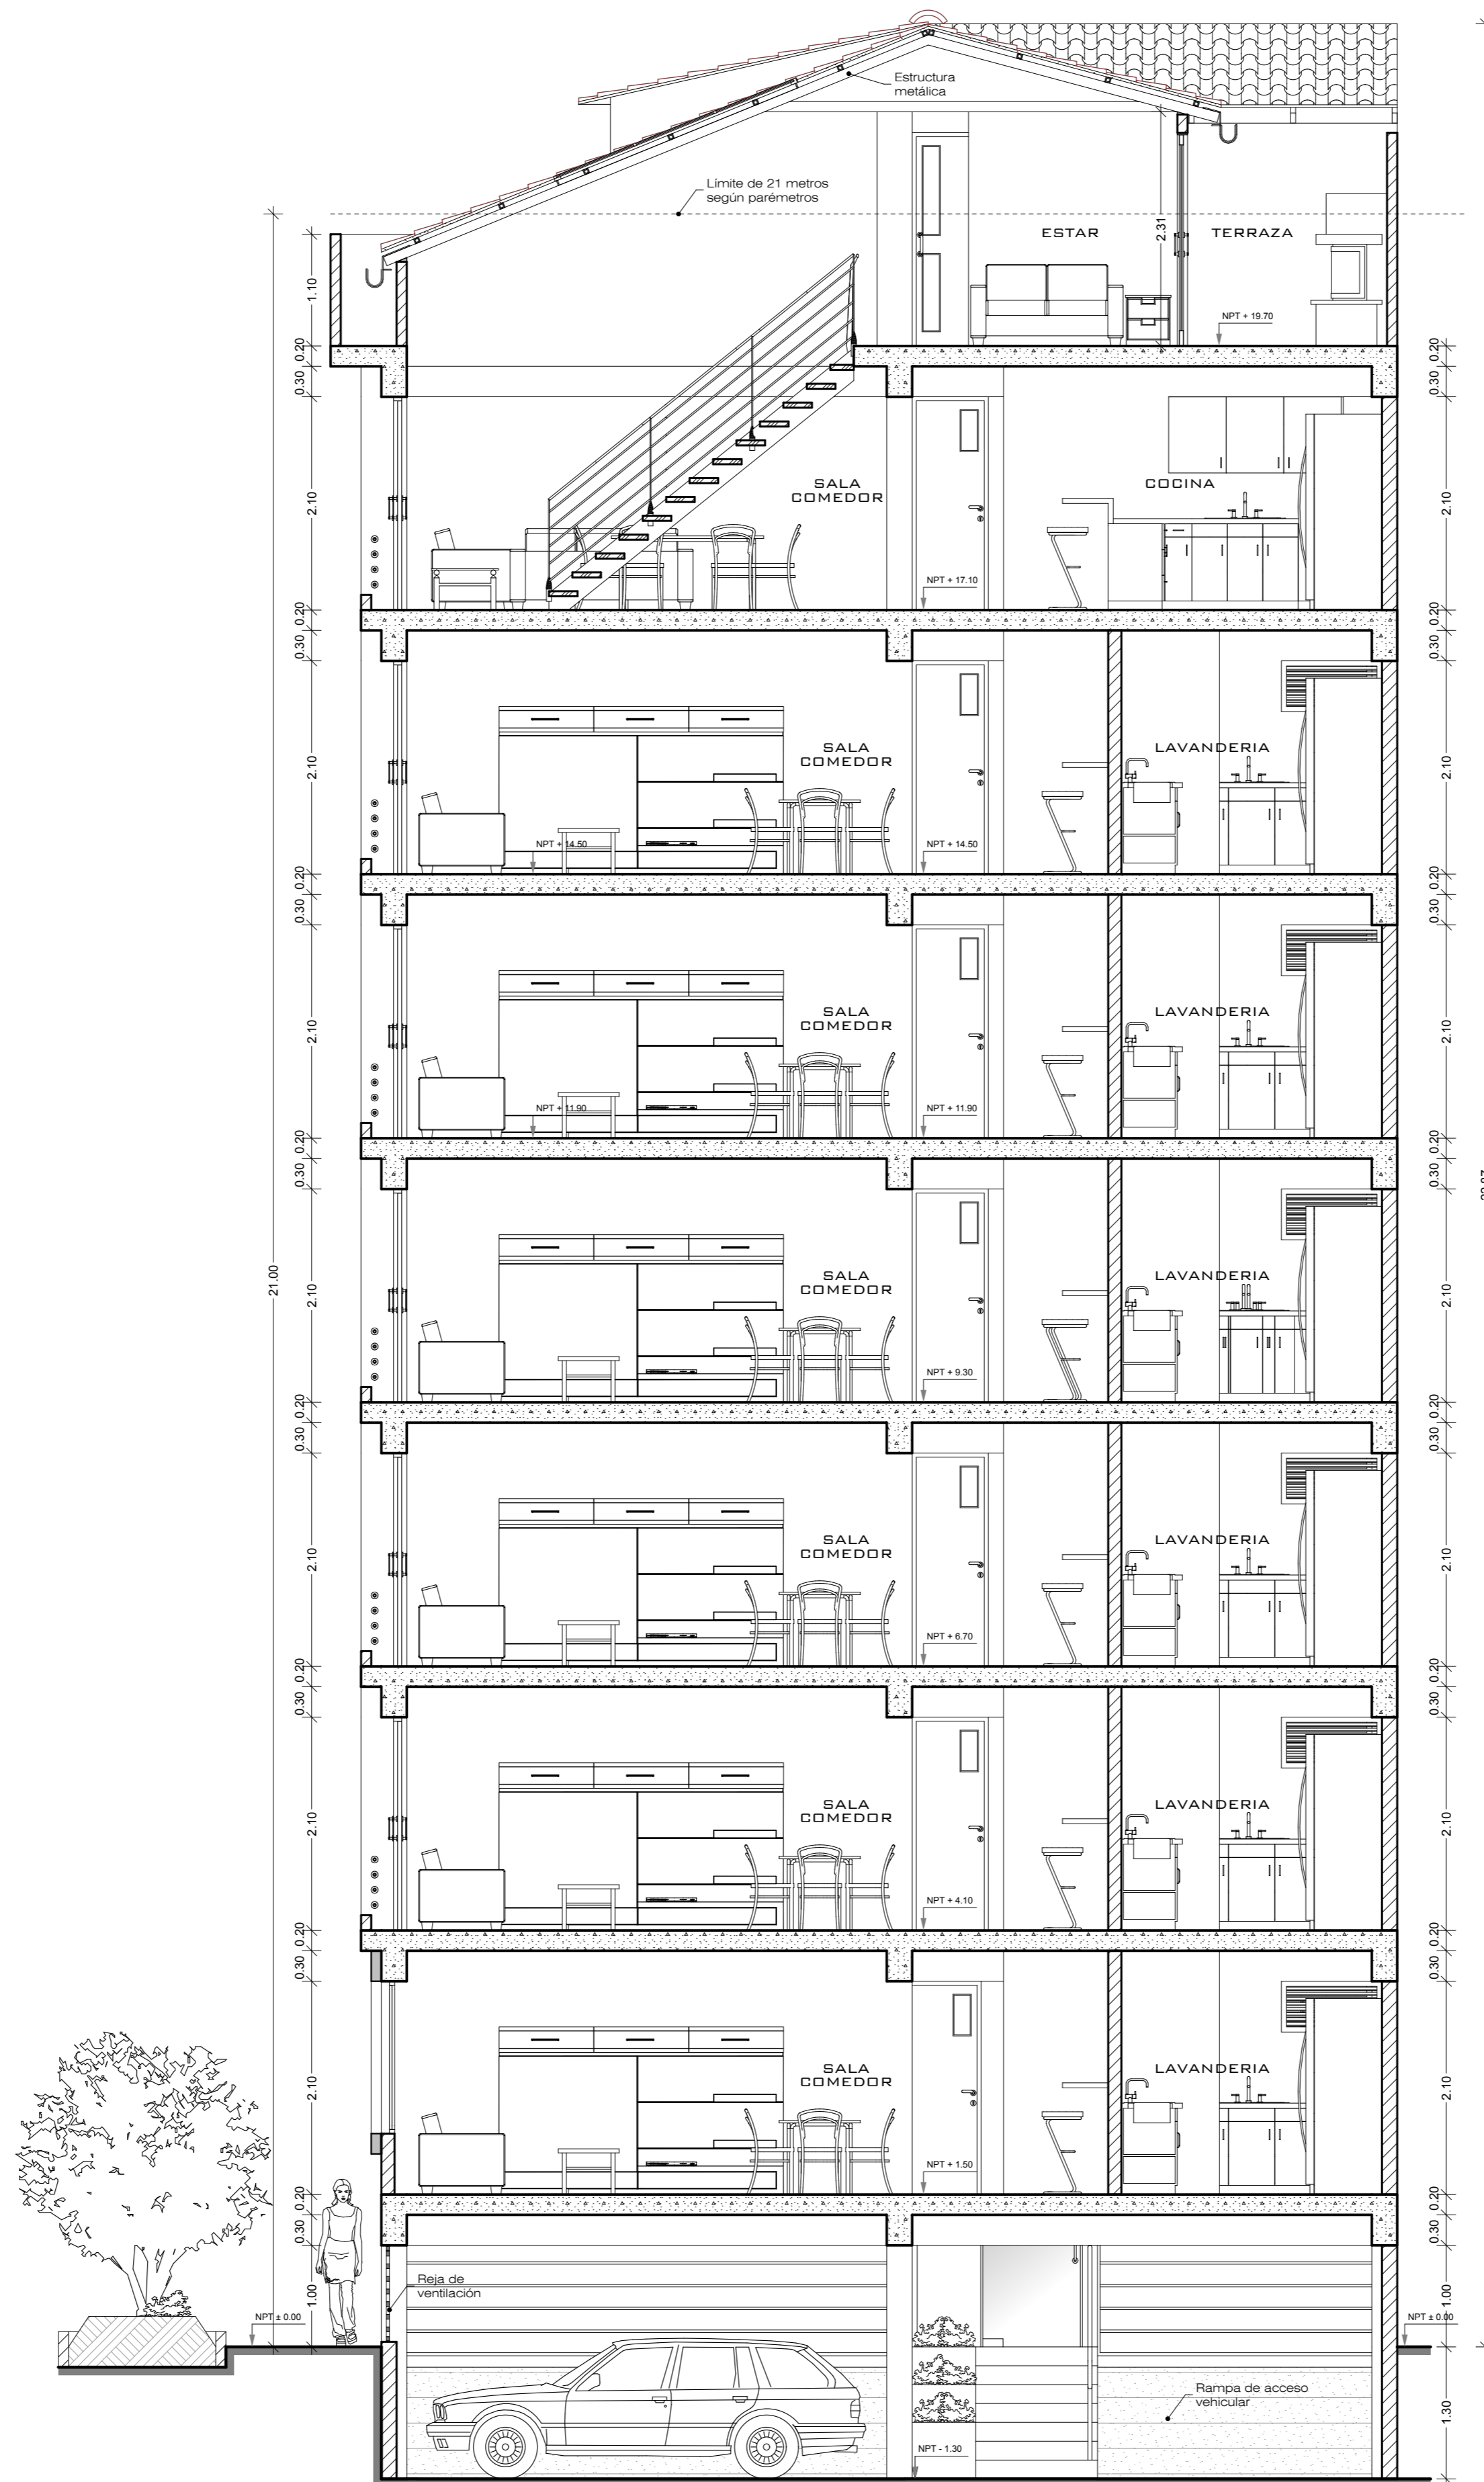 Estructura
metálica
Límite de 21 metros
según parémetros
ESTAR
2.31
TERRAZA
1.10
NPT + 19.70
0.20
0.20
0.30
0.30
SALA
COMEDOR
COCINA
2.10
2.10
NPT + 17.10
0.20
0.20
0.30
0.30
SALA
COMEDOR
LAVANDERIA
2.10
2.10
NPT + 14.50
NPT + 14.50
0.20
0.20
0.30
0.30
SALA
COMEDOR
LAVANDERIA
2.10
2.10
NPT + 11.90
NPT + 11.90
0.20
0.20
0.30
0.30
21.00
SALA
COMEDOR
LAVANDERIA
2.10
2.10
NPT + 9.30
0.20
0.20
0.30
0.30
SALA
COMEDOR
LAVANDERIA
2.10
2.10
NPT + 6.70
0.20
0.20
0.30
0.30
SALA
COMEDOR
LAVANDERIA
2.10
2.10
NPT + 4.10
0.20
0.20
0.30
0.30
SALA
COMEDOR
LAVANDERIA
2.10
2.10
NPT + 1.50
0.20
0.20
0.30
0.30
Reja de
ventilación
1.00
1.00
NPT ± 0.00
NPT ± 0.00
Rampa de acceso
vehicular
1.30
NPT - 1.30